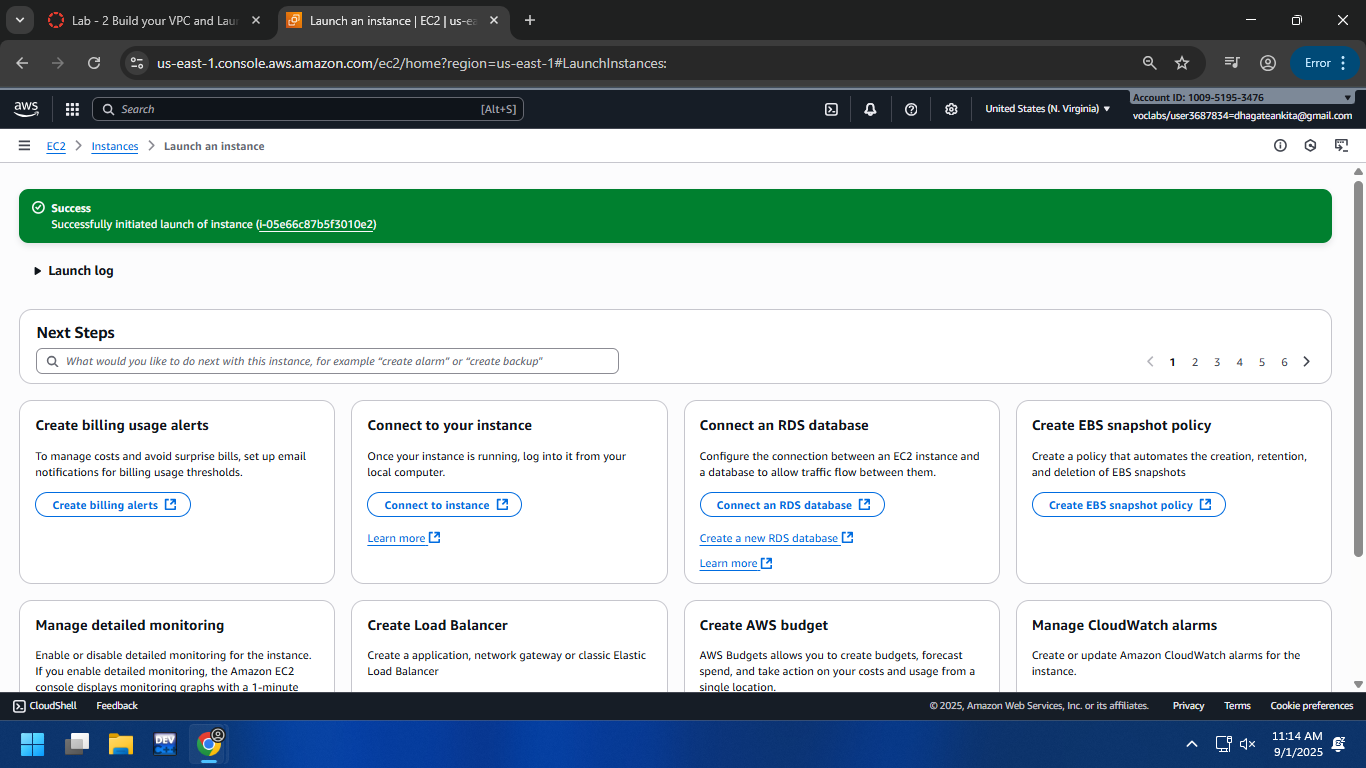 Lab - 2 Build your VPC and Lau
Launch an instance | EC2 | us-ea
us-east-1.console.aws.amazon.com/ec2/home?region=us-east-1#LaunchInstances:
Error
aws
Search
[Alt+S]
United States (N. Virginia)
Account ID: 1009-5195-3476
voclabs/user3687834=dhagateankita@gmail.com
EC2 > Instances > Launch an instance
Success
Successfully initiated launch of instance (i-05e66c87b5f3010e2)
Launch log
Next Steps
What would you like to do next with this instance, for example “create alarm” or “create backup”
1 2 3 4 5 6
Create billing usage alerts
To manage costs and avoid surprise bills, set up email
notifications for billing usage thresholds.
Create billing alerts
Connect to your instance
Once your instance is running, log into it from your
local computer.
Connect to instance
Learn more
Connect an RDS database
Configure the connection between an EC2 instance and
a database to allow traffic flow between them.
Connect an RDS database
Create a new RDS database
Learn more
Create EBS snapshot policy
Create a policy that automates the creation, retention,
and deletion of EBS snapshots
Create EBS snapshot policy
Manage detailed monitoring
Enable or disable detailed monitoring for the instance.
If you enable detailed monitoring, the Amazon EC2
console displays monitoring graphs with a 1-minute
Create Load Balancer
Create a application, network gateway or classic Elastic
Load Balancer
Create AWS budget
AWS Budgets allows you to create budgets, forecast
spend, and take action on your costs and usage from a
single location.
Manage CloudWatch alarms
Create or update Amazon CloudWatch alarms for the
instance.
CloudShell
Feedback
© 2025, Amazon Web Services, Inc. or its affiliates.
Privacy
Terms
Cookie preferences
DEV
11:14 AM
9/1/2025